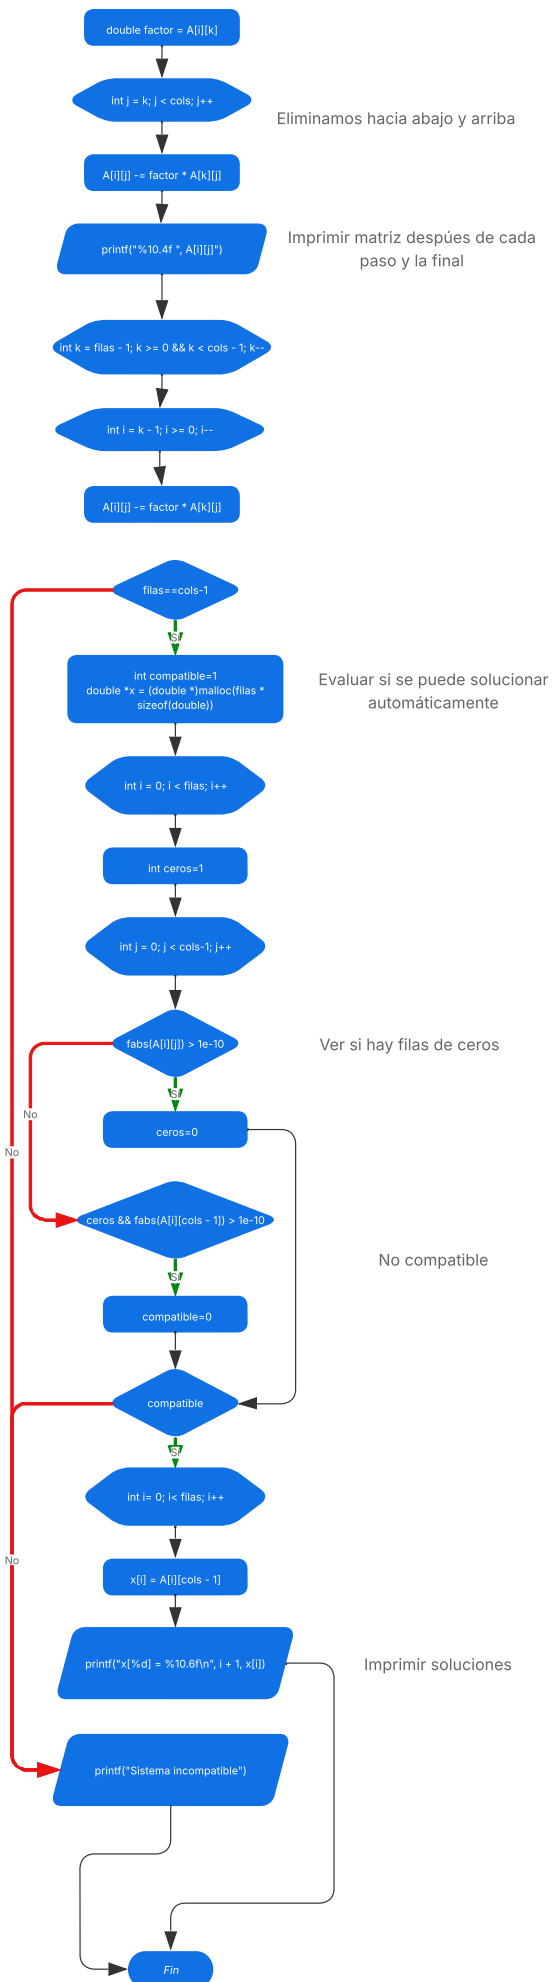 double factor = A[i][k]
int j = k; j < cols; j++
Eliminamos hacia abajo y arriba
A[i][j] -= factor * A[k][j]
printf("%10.4f ", A[i][j]")
Imprimir matriz despúes de cada
paso y la final
int k = filas - 1; k >= 0 && k < cols - 1; k--
int i = k - 1; i >= 0; i--
A[i][j] -= factor * A[k][j]
filas==cols-1
Si
int compatible=1
double *x = (double *)malloc(filas *
sizeof(double))
Evaluar si se puede solucionar
automáticamente
int i = 0; i < filas; i++
int ceros=1
int j = 0; j < cols-1; j++
fabs(A[i][j]) > 1e-10
Ver si hay filas de ceros
Si
No
ceros=0
No
ceros && fabs(A[i][cols - 1]) > 1e-10
No compatible
Si
compatible=0
compatible
Si
int i= 0; i< filas; i++
No
x[i] = A[i][cols - 1]
printf("x[%d] = %10.6f\n", i + 1, x[i])
Imprimir soluciones
printf("Sistema incompatible")
Fin